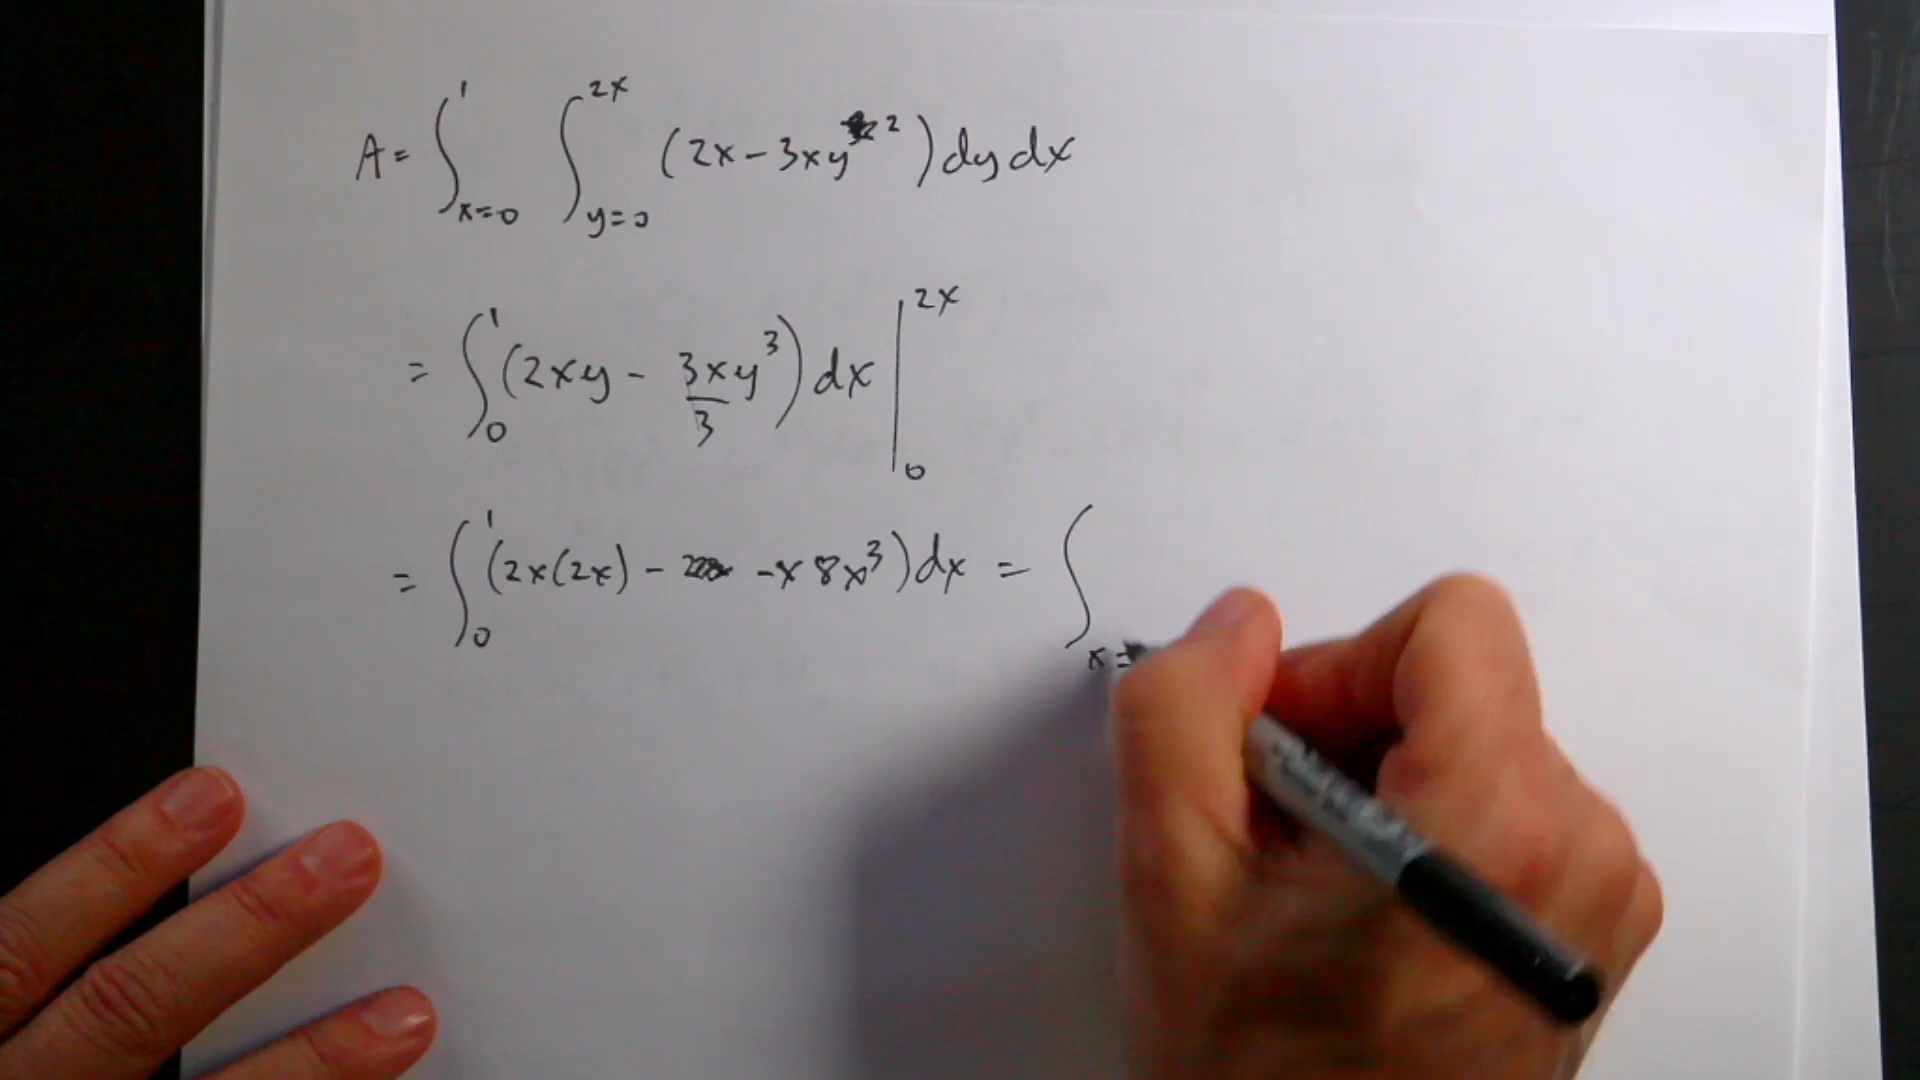 A = ∫_{x=0}^{1} ∫_{y=0}^{2x} (2x - 3xy²) dy dx
= ∫_0^1 (2xy - 3xy³/3) dx |_0^{2x}
= ∫_0^1 (2x(2x) - - x 8x³) dx = ∫_{x=